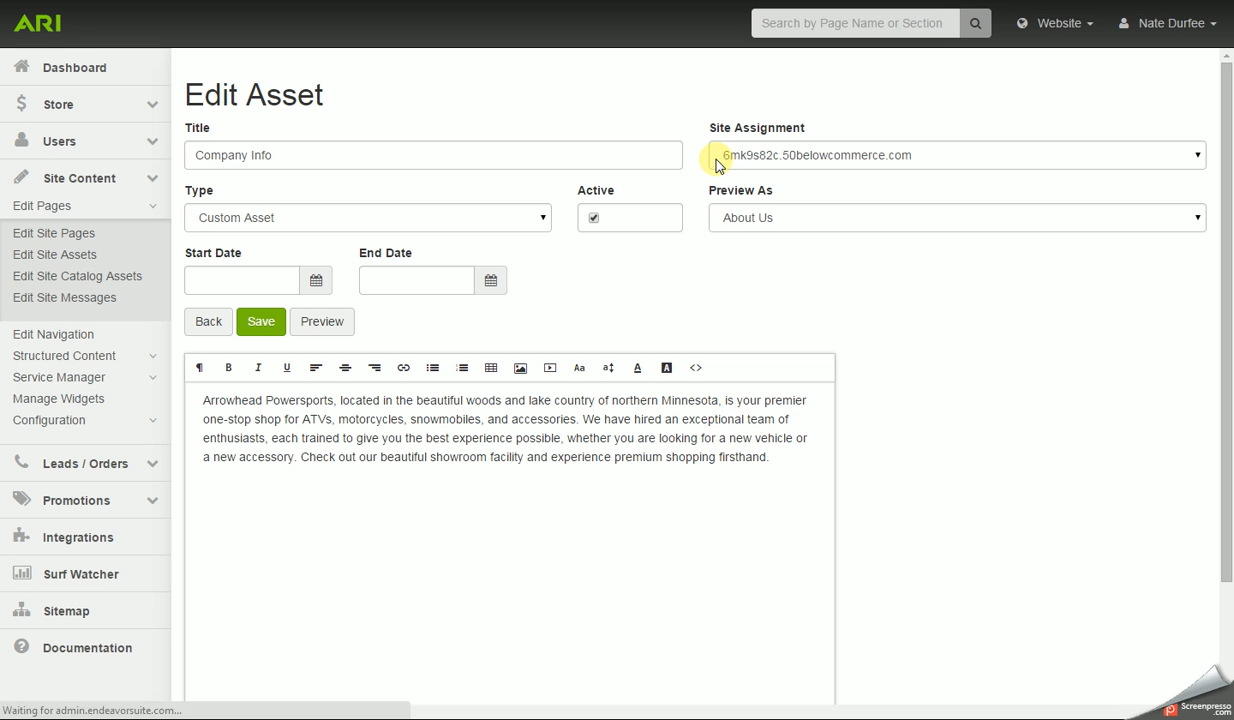 ARI
Search by Page Name or Section
Website
Nate Durfee
Dashboard
Store
Users
Site Content
Edit Pages
Edit Site Pages
Edit Site Assets
Edit Site Catalog Assets
Edit Site Messages
Edit Navigation
Structured Content
Service Manager
Manage Widgets
Configuration
Leads / Orders
Promotions
Integrations
Surf Watcher
Sitemap
Documentation
Edit Asset
Title
Site Assignment
Company Info
6mk9s82c.50belowcommerce.com
Type
Active
Preview As
Custom Asset
About Us
Start Date
End Date
Back
Save
Preview
¶ B I U Aa a A A <>
Arrowhead Powersports, located in the beautiful woods and lake country of northern Minnesota, is your premier
one-stop shop for ATVs, motorcycles, snowmobiles, and accessories. We have hired an exceptional team of
enthusiasts, each trained to give you the best experience possible, whether you are looking for a new vehicle or
a new accessory. Check out our beautiful showroom facility and experience premium shopping firsthand.
Waiting for admin.endeavorsuite.com...
Screenpresso
.com